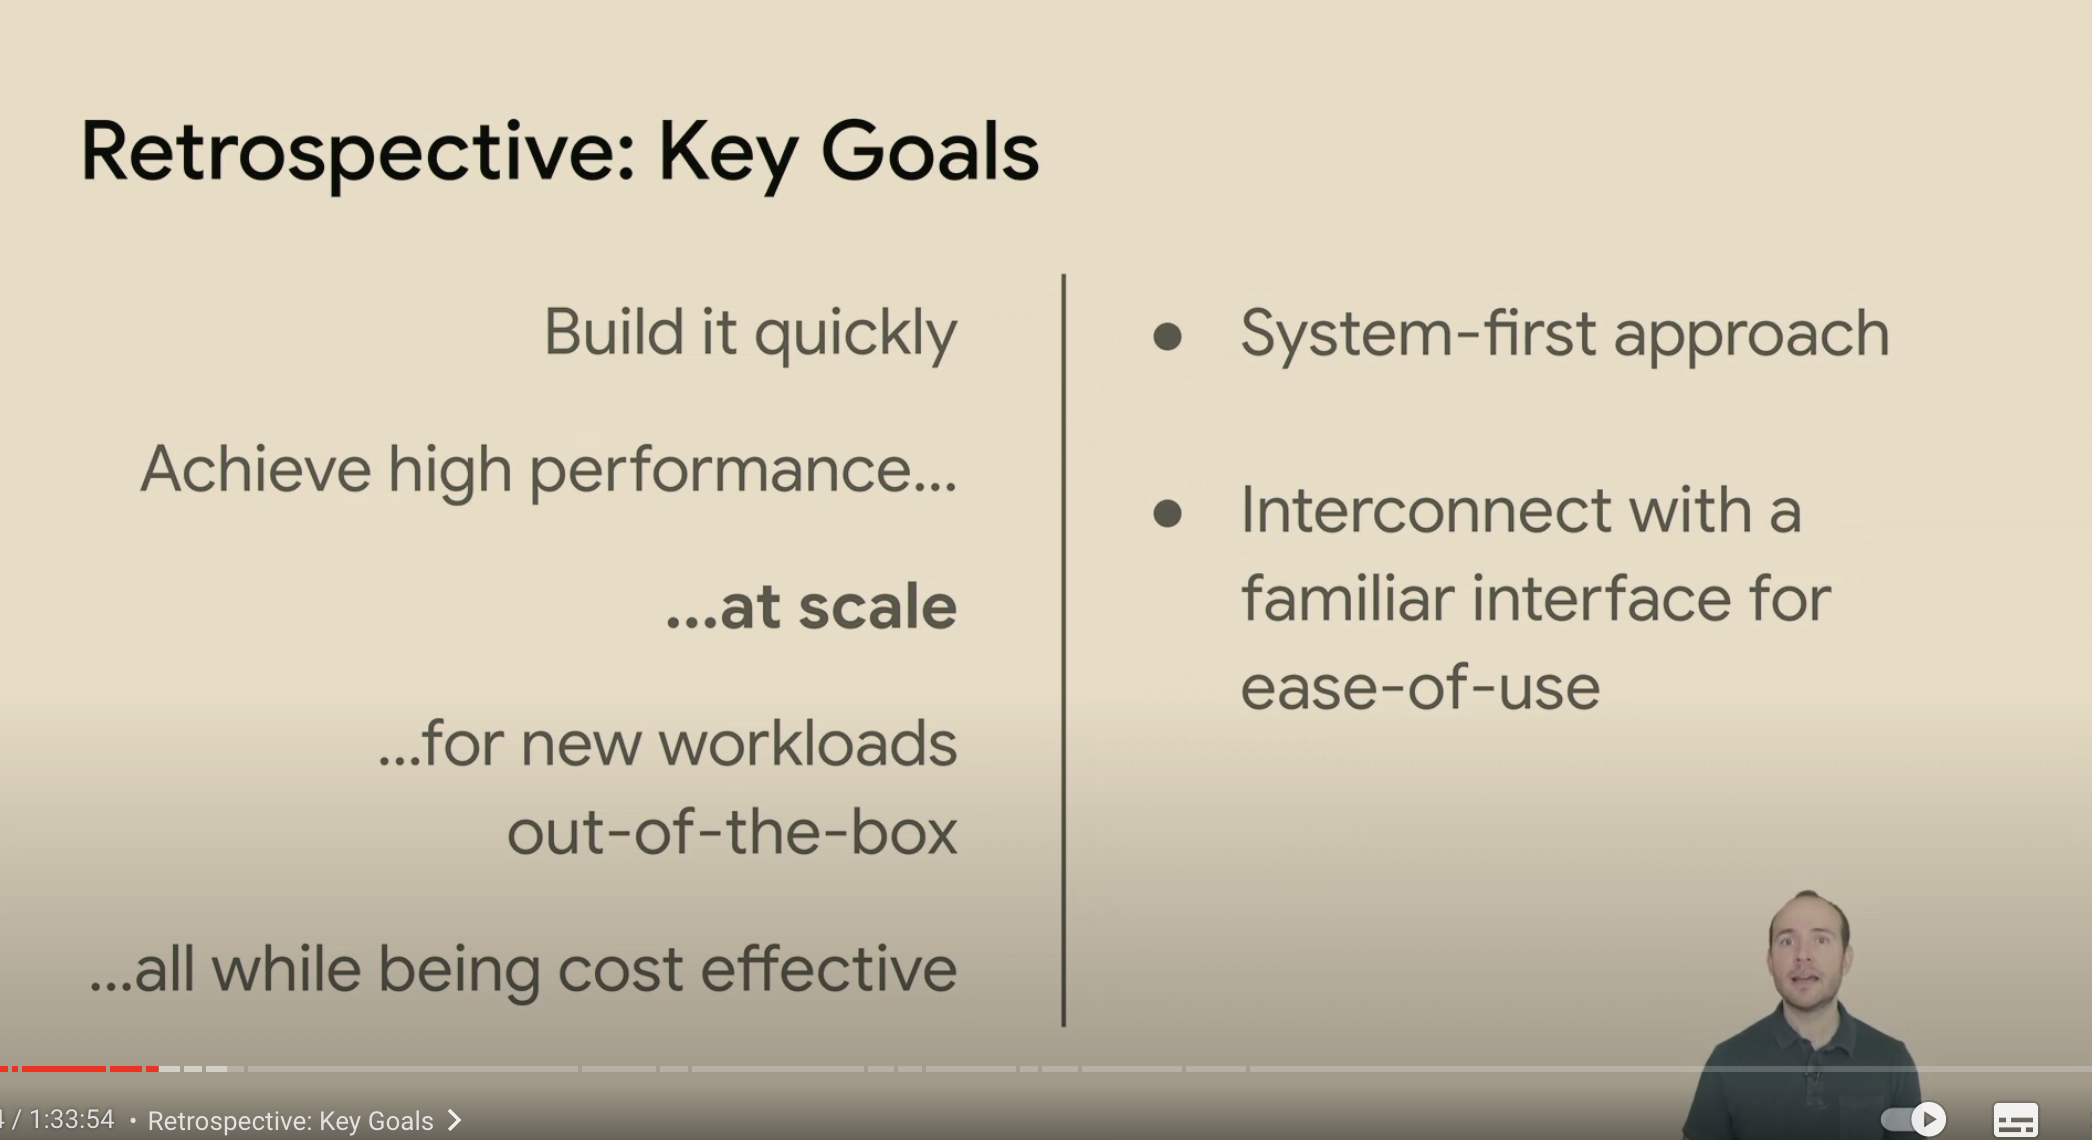 Retrospective: Key Goals
Build it quickly
Achieve high performance...
...at scale
...for new workloads
out-of-the-box
...all while being cost effective
● System-first approach
● Interconnect with a
familiar interface for
ease-of-use
/ 1:33:54 • Retrospective: Key Goals